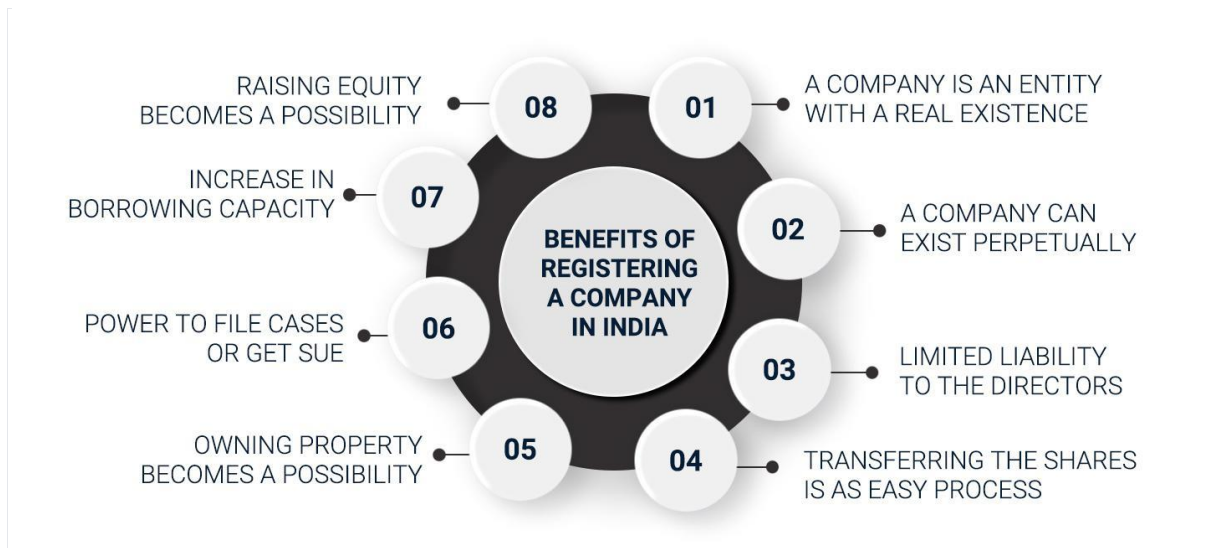 BENEFITS OF
REGISTERING
A COMPANY
IN INDIA
01
A COMPANY IS AN ENTITY
WITH A REAL EXISTENCE
02
A COMPANY CAN
EXIST PERPETUALLY
03
LIMITED LIABILITY
TO THE DIRECTORS
04
TRANSFERRING THE SHARES
IS AS EASY PROCESS
05
OWNING PROPERTY
BECOMES A POSSIBILITY
06
POWER TO FILE CASES
OR GET SUE
07
INCREASE IN
BORROWING CAPACITY
08
RAISING EQUITY
BECOMES A POSSIBILITY